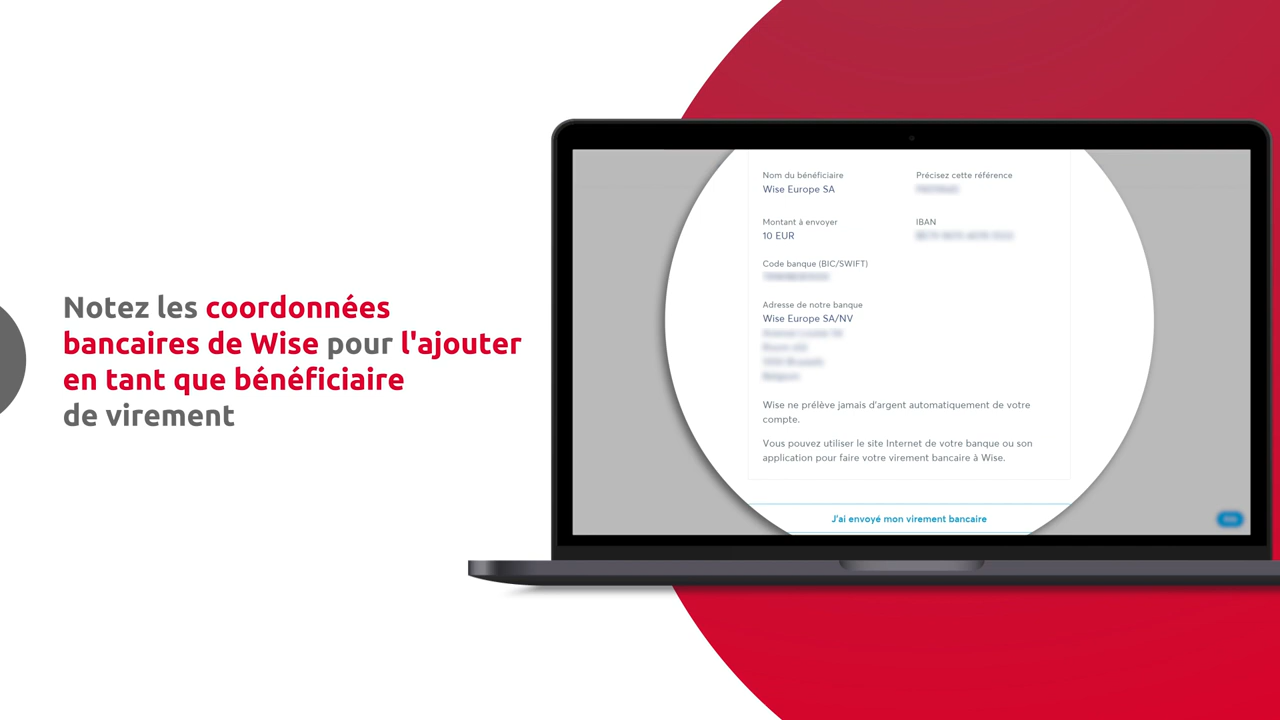 Notez les coordonnées
bancaires de Wise pour l'ajouter
en tant que bénéficiaire
de virement
Nom du bénéficiaire
Wise Europe SA
Précisez cette référence
Montant à envoyer
10 EUR
IBAN
Code banque (BIC/SWIFT)
Adresse de notre banque
Wise Europe SA/NV
Wise ne prélève jamais d'argent automatiquement de votre
compte.
Vous pouvez utiliser le site Internet de votre banque ou son
application pour faire votre virement bancaire à Wise.
J'ai envoyé mon virement bancaire